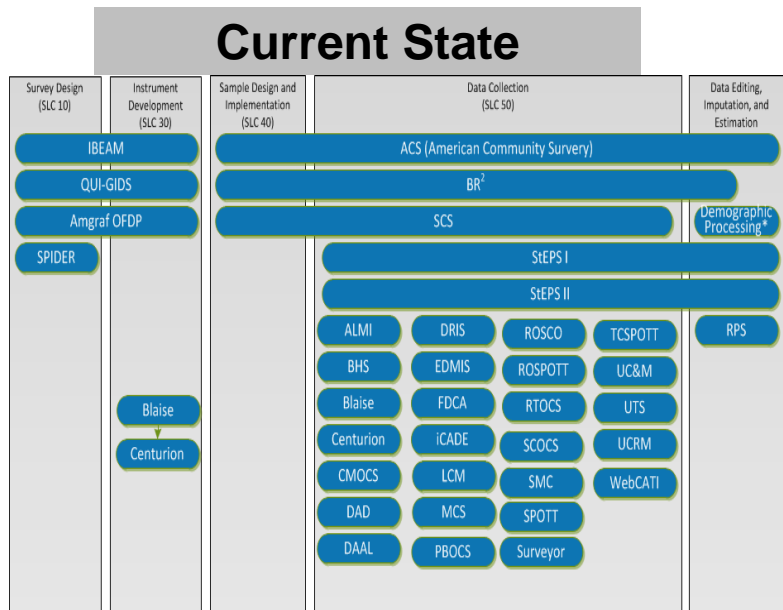 Current State
Survey Design
(SLC 10)
Instrument
Development
(SLC 30)
Sample Design and
Implementation
(SLC 40)
Data Collection
(SLC 50)
Data Editing,
Imputation, and
Estimation
IBEAM
ACS (American Community Survery)
QUI-GIDS
BR²
Amgraf OFDP
SCS
Demographic
Processing*
SPIDER
StEPS I
StEPS II
ALMI
DRIS
ROSCO
TCSPOTT
RPS
BHS
EDMIS
ROSPOTT
UC&M
Blaise
Blaise
FDCA
RTOCS
UTS
Centurion
Centurion
iCADE
SCOCS
UCRM
CMOCS
LCM
SMC
WebCATI
DAD
MCS
SPOTT
DAAL
PBOCS
Surveyor